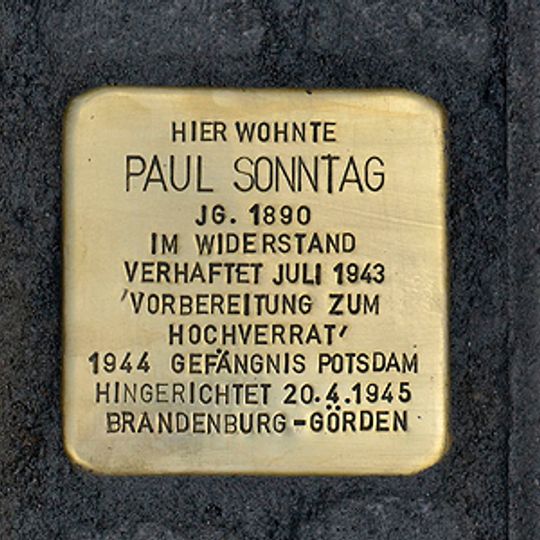 HIER WOHNTE
PAUL SONNTAG
JG. 1890
IM WIDERSTAND
VERHAFTET JULI 1943
'VORBEREITUNG ZUM
HOCHVERRAT'
1944 GEFÄNGNIS POTSDAM
HINGERICHTET 20.4.1945
BRANDENBURG-GÖRDEN